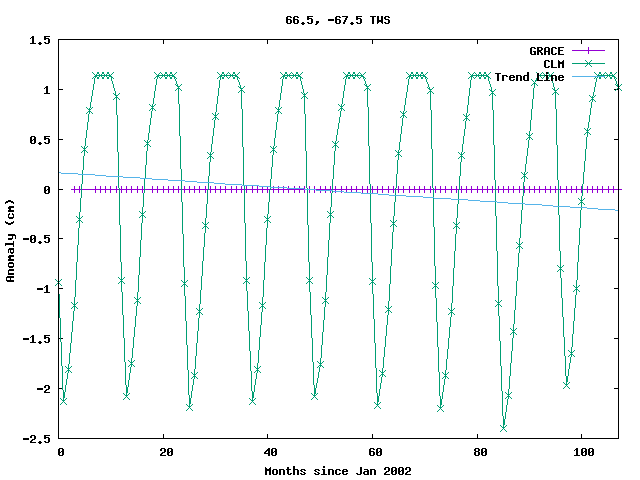 66.5, -67.5 TWS
GRACE
CLM
Trend Line
1.5
1
0.5
0
-0.5
-1
-1.5
-2
-2.5
Anomaly (cm)
0 20 40 60 80 100
Months since Jan 2002